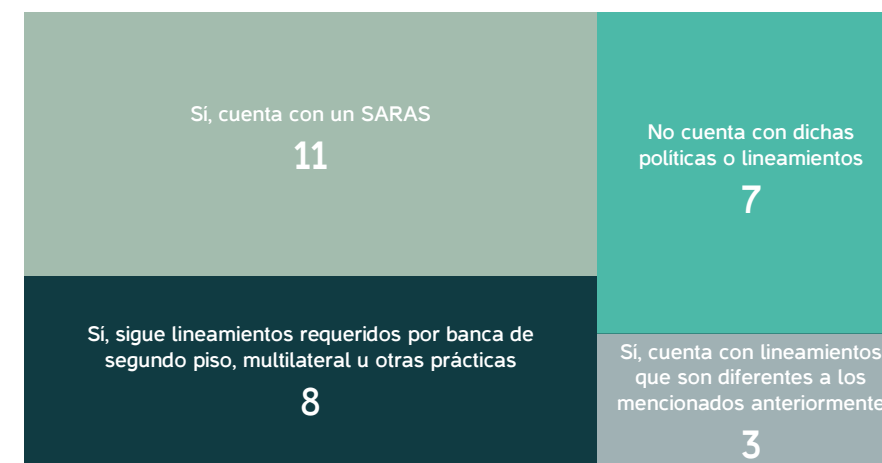 Sí, cuenta con un SARAS
11
No cuenta con dichas
políticas o lineamientos
7
Sí, sigue lineamientos requeridos por banca de
segundo piso, multilateral u otras prácticas
8
Sí, cuenta con lineamientos
que son diferentes a los
mencionados anteriormente
3